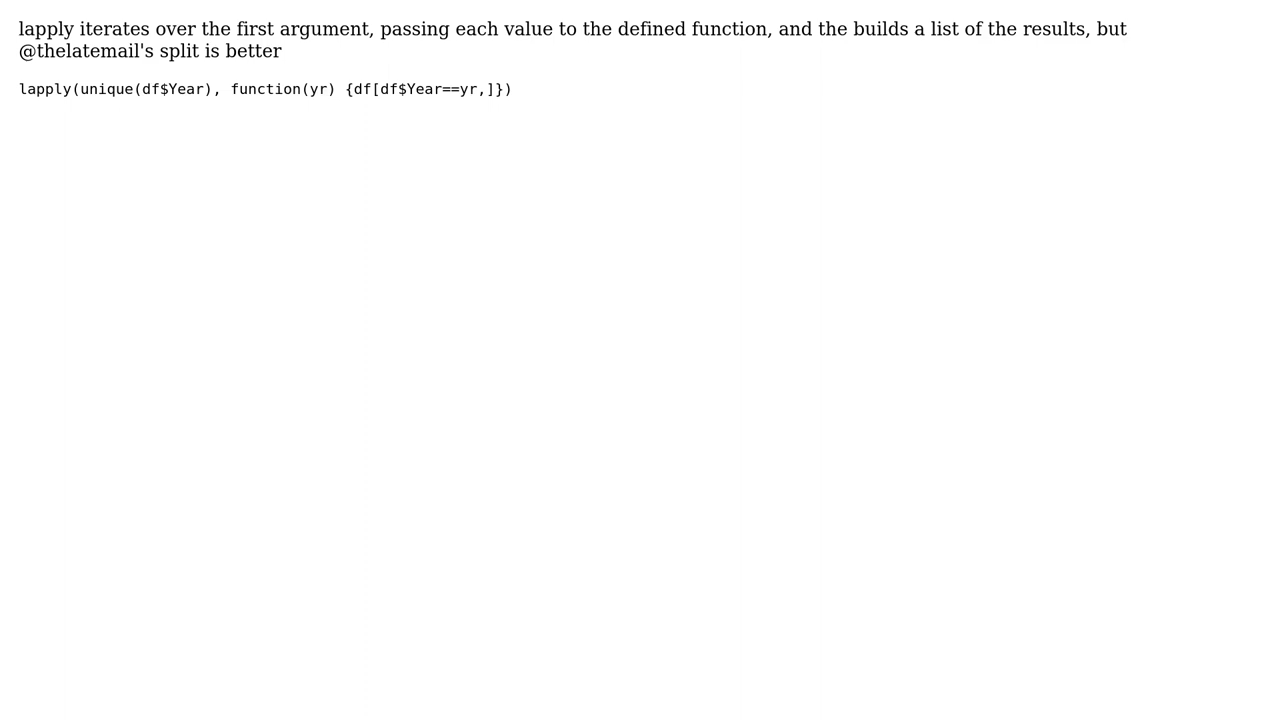 lapply iterates over the first argument, passing each value to the defined function, and the builds a list of the results, but
@thelatemail's split is better
lapply(unique(df$Year), function(yr) {df[df$Year==yr,]})